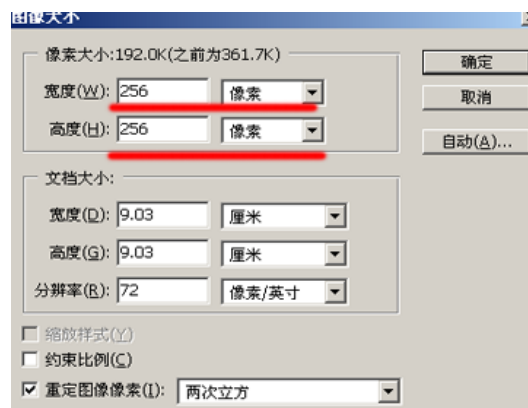 图像大小
像素大小:192.0K(之前为361.7K)
宽度(W): 256 像素
高度(H): 256 像素
确定
取消
自动(A)...
文档大小:
宽度(D): 9.03 厘米
高度(G): 9.03 厘米
分辨率(R): 72 像素/英寸
缩放样式(Y)
约束比例(C)
重定图像像素(I): 两次立方